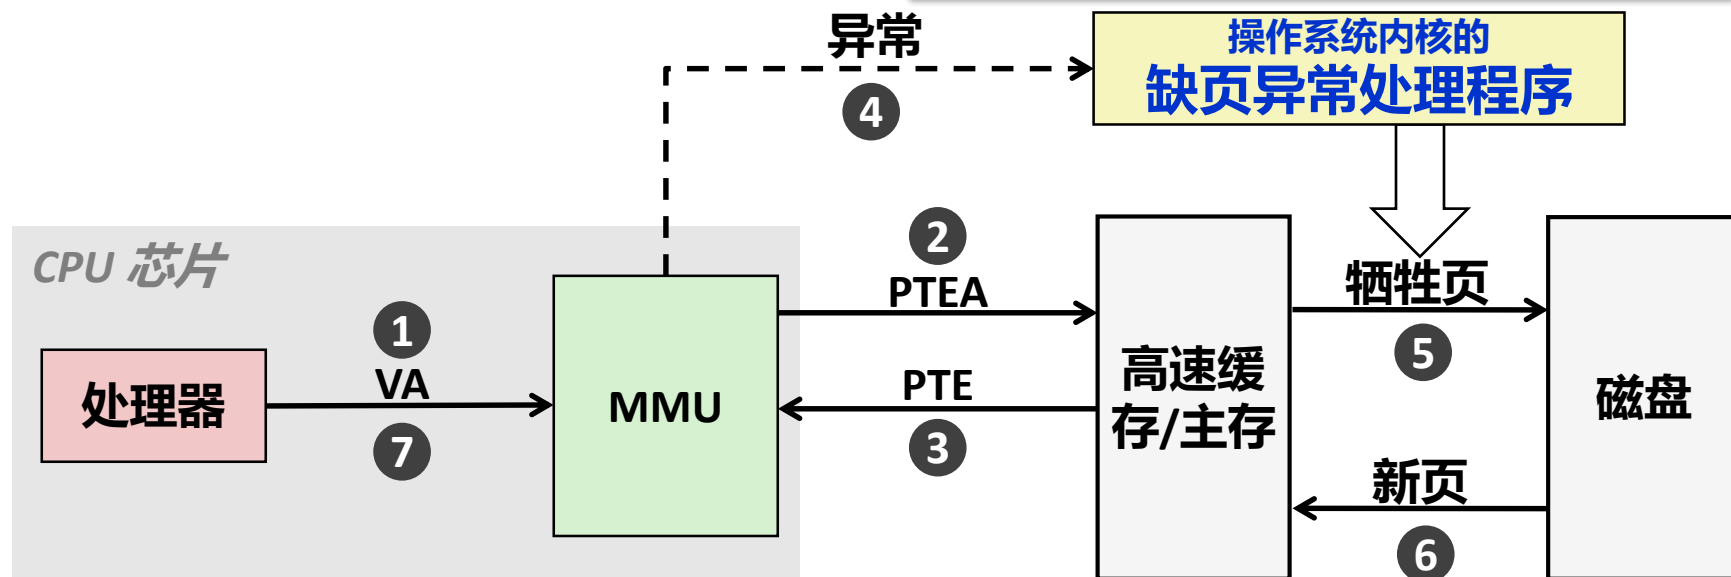 异常
4
操作系统内核的
缺页异常处理程序
CPU 芯片
2
PTEA
牺牲页
5
1
VA
7
处理器
MMU
PTE
3
高速缓
存/主存
磁盘
新页
6